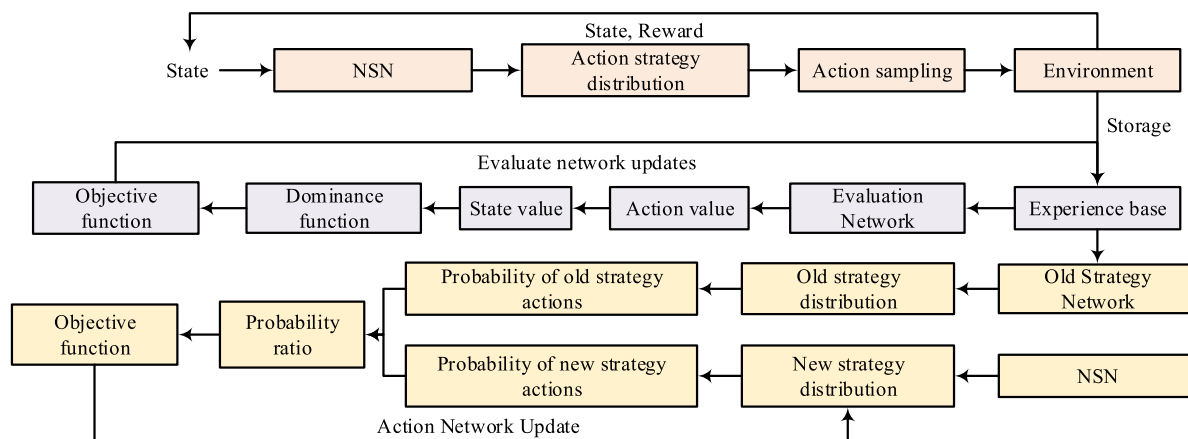 State, Reward
State
NSN
Action strategy
distribution
Action sampling
Environment
Storage
Evaluate network updates
Objective
function
Dominance
function
State value
Action value
Evaluation
Network
Experience base
Probability of old strategy
actions
Old strategy
distribution
Old Strategy
Network
Objective
function
Probability
ratio
Probability of new strategy
actions
New strategy
distribution
NSN
Action Network Update